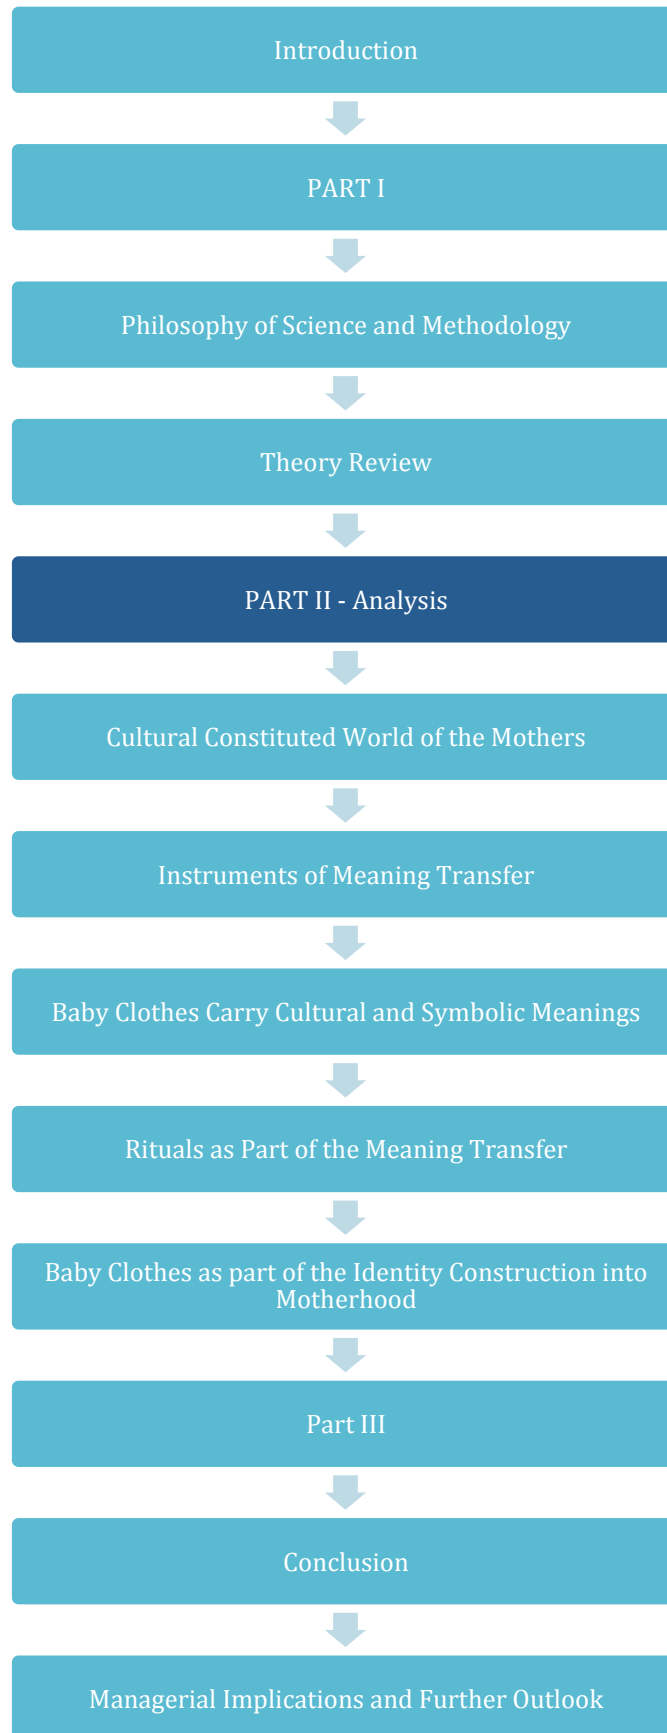 Introduction
PART I
Philosophy of Science and Methodology
Theory Review
PART II - Analysis
Cultural Constituted World of the Mothers
Instruments of Meaning Transfer
Baby Clothes Carry Cultural and Symbolic Meanings
Rituals as Part of the Meaning Transfer
Baby Clothes as part of the Identity Construction into
Motherhood
Part III
Conclusion
Managerial Implications and Further Outlook